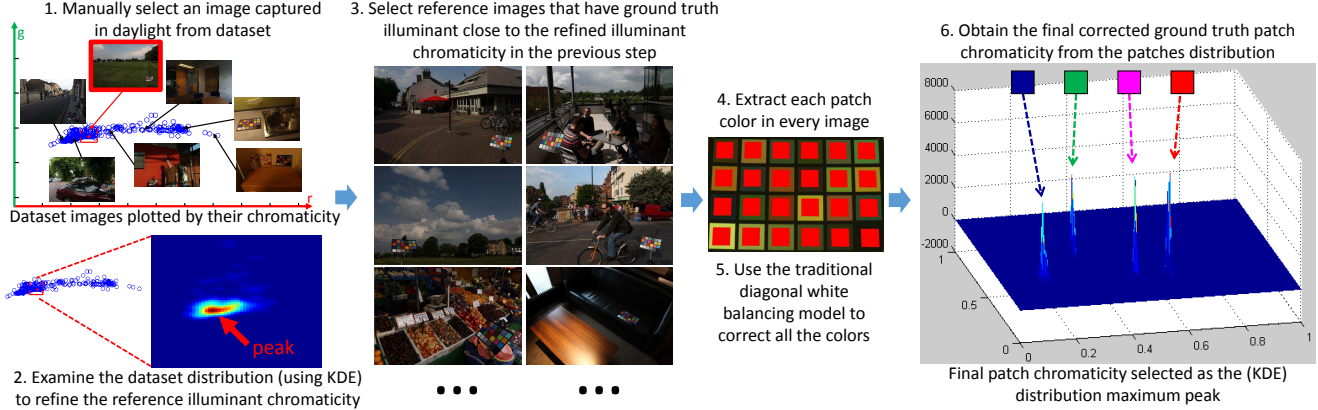 1. Manually select an image captured
in daylight from dataset
g
r
Dataset images plotted by their chromaticity
peak
2. Examine the dataset distribution (using KDE)
to refine the reference illuminant chromaticity
3. Select reference images that have ground truth
illuminant close to the refined illuminant
chromaticity in the previous step
...
...
4. Extract each patch
color in every image
5. Use the traditional
diagonal white
balancing model to
correct all the colors
6. Obtain the final corrected ground truth patch
chromaticity from the patches distribution
8000
6000
4000
2000
0
-2000
1
0.5
0
0
0.2
0.4
0.6
0.8
1
Final patch chromaticity selected as the (KDE)
distribution maximum peak